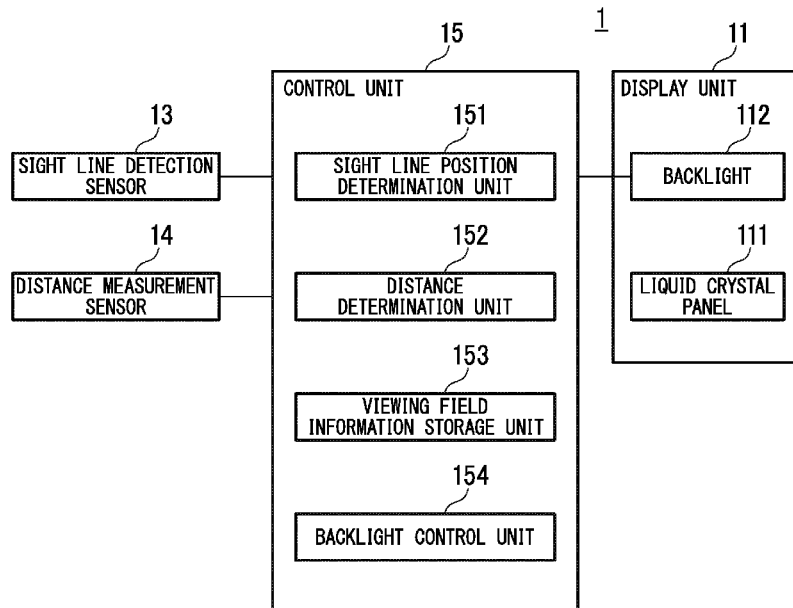 1
15
11
CONTROL UNIT
DISPLAY UNIT
13
151
112
SIGHT LINE DETECTION
SENSOR
SIGHT LINE POSITION
DETERMINATION UNIT
BACKLIGHT
14
152
111
DISTANCE MEASUREMENT
SENSOR
DISTANCE
DETERMINATION UNIT
LIQUID CRYSTAL
PANEL
153
VIEWING FIELD
INFORMATION STORAGE UNIT
154
BACKLIGHT CONTROL UNIT